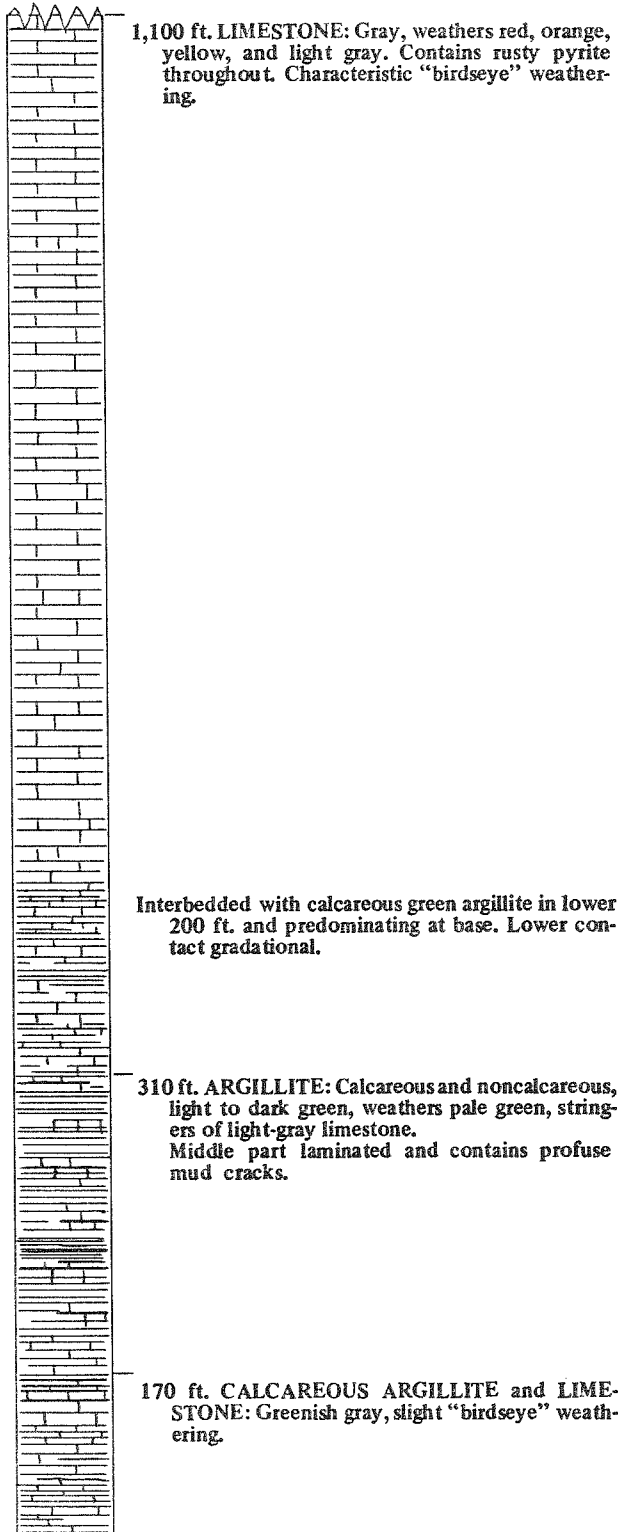 1,100 ft. LIMESTONE: Gray, weathers red, orange,
yellow, and light gray. Contains rusty pyrite
throughout. Characteristic “birdseye” weather-
ing.
Interbedded with calcareous green argillite in lower
200 ft. and predominating at base. Lower con-
tact gradational.
310 ft. ARGILLITE: Calcareous and noncalcareous,
light to dark green, weathers pale green, string-
ers of light-gray limestone.
Middle part laminated and contains profuse
mud cracks.
170 ft. CALCAREOUS ARGILLITE and LIME-
STONE: Greenish gray, slight “birdseye” weath-
ering.